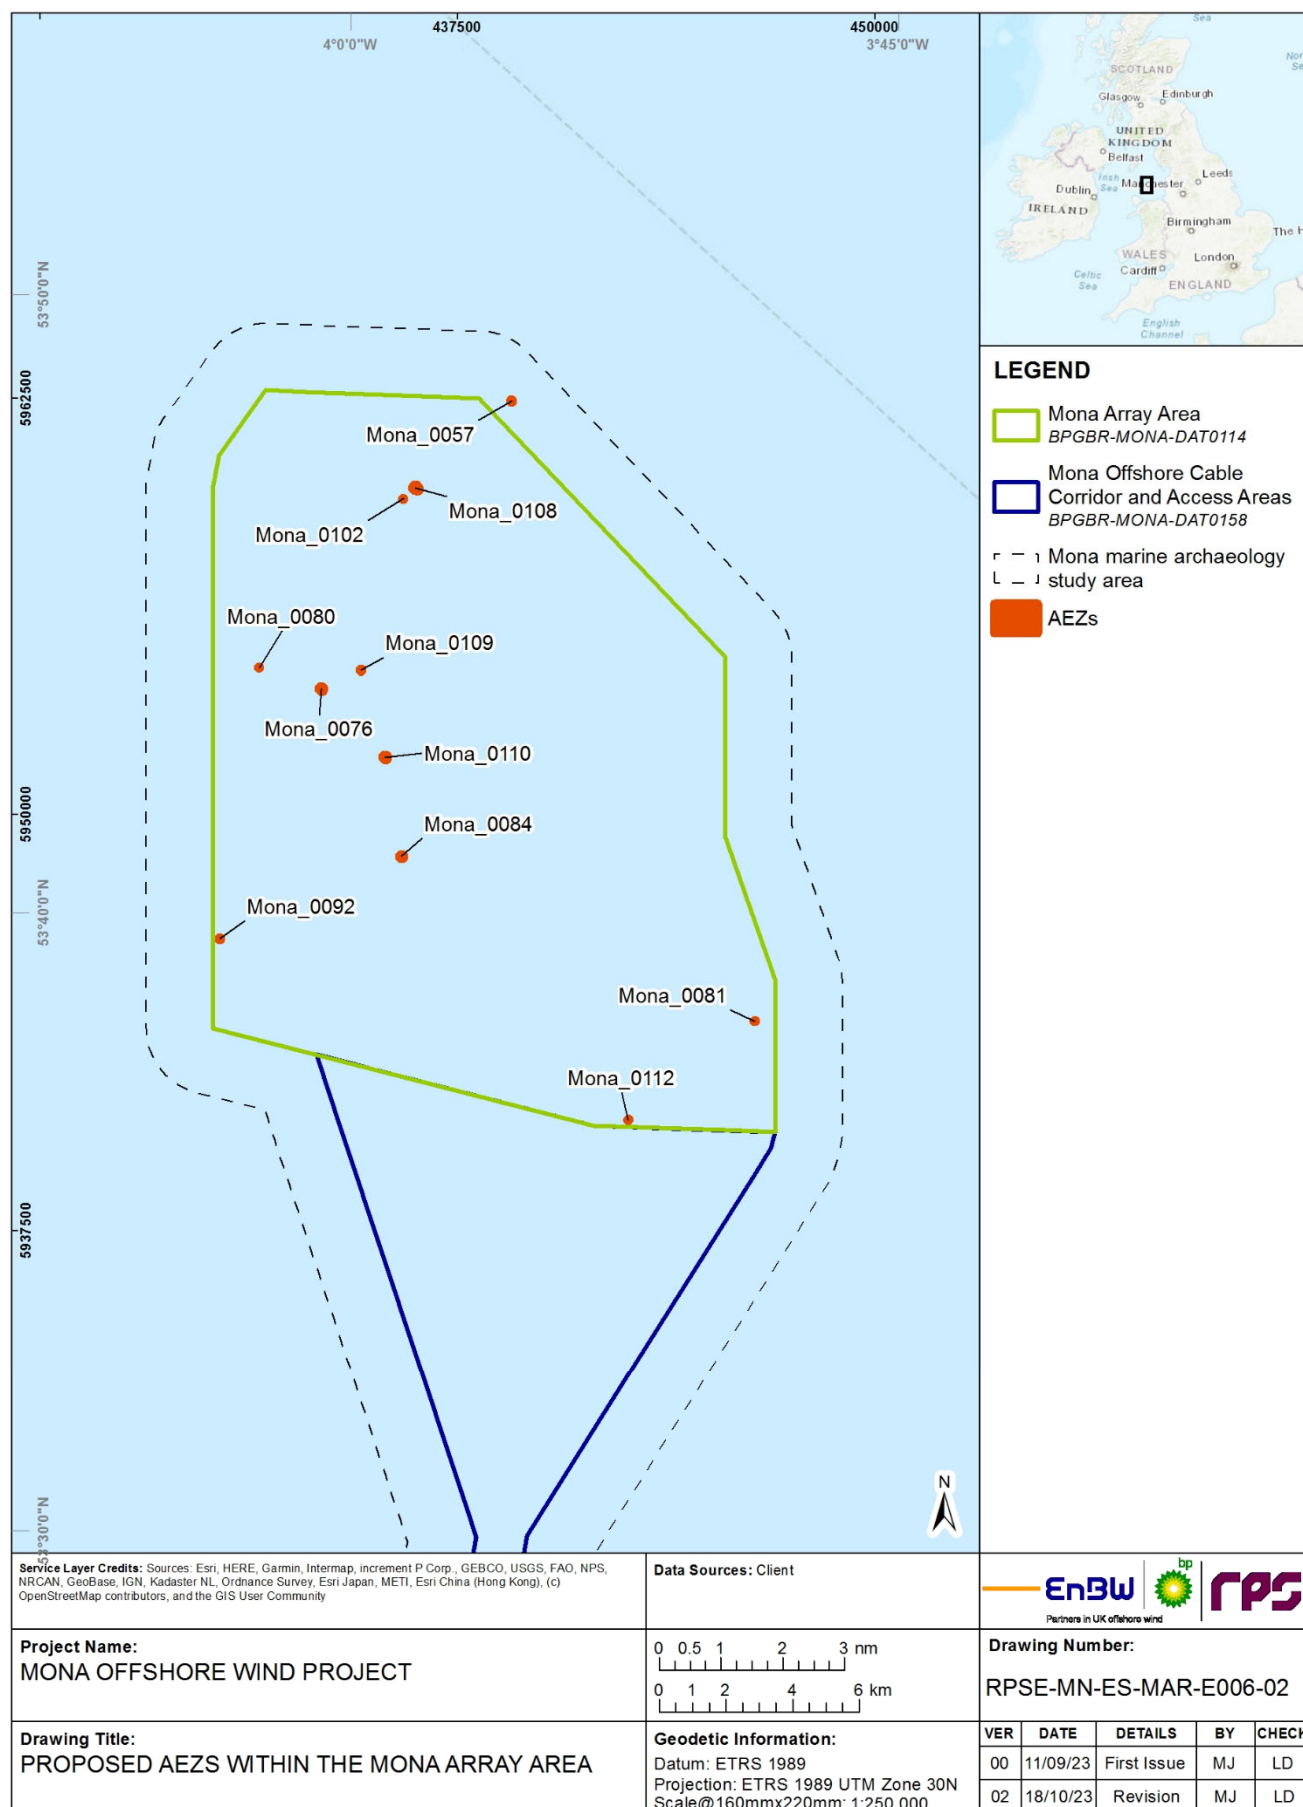 437500
450000
4°0'0"W
3°45'0"W
53°50'0"N
5962500
5950000
53°40'0"N
5937500
53°30'0"N
Mona_0057
Mona_0108
Mona_0102
Mona_0080
Mona_0109
Mona_0076
Mona_0110
Mona_0084
Mona_0092
Mona_0081
Mona_0112
N
Sea
SCOTLAND
Glasgow
Edinburgh
UNITED
KINGDOM
Belfast
Irish
Sea
Manchester
Leeds
Dublin
IRELAND
Birmingham
The H
WALES
Cardiff
London
Celtic
Sea
ENGLAND
English
Channel
LEGEND
Mona Array Area
BPGBR-MONA-DAT0114
Mona Offshore Cable
Corridor and Access Areas
BPGBR-MONA-DAT0158
Mona marine archaeology
study area
AEZs
Service Layer Credits: Sources: Esri, HERE, Garmin, Intermap, increment P Corp., GEBCO, USGS, FAO, NPS,
NRCAN, GeoBase, IGN, Kadaster NL, Ordnance Survey, Esri Japan, METI, Esri China (Hong Kong), (c)
OpenStreetMap contributors, and the GIS User Community
Data Sources: Client
EnBW
bp
rps
Partners in UK offshore wind
Project Name:
MONA OFFSHORE WIND PROJECT
0 0.5 1 2 3 nm
0 1 2 4 6 km
Drawing Number:
RPSE-MN-ES-MAR-E006-02
Drawing Title:
PROPOSED AEZS WITHIN THE MONA ARRAY AREA
Geodetic Information:
Datum: ETRS 1989
Projection: ETRS 1989 UTM Zone 30N
Scale@160mmx220mm: 1:250,000
VER DATE DETAILS BY CHECK
00 11/09/23 First Issue MJ LD
02 18/10/23 Revision MJ LD